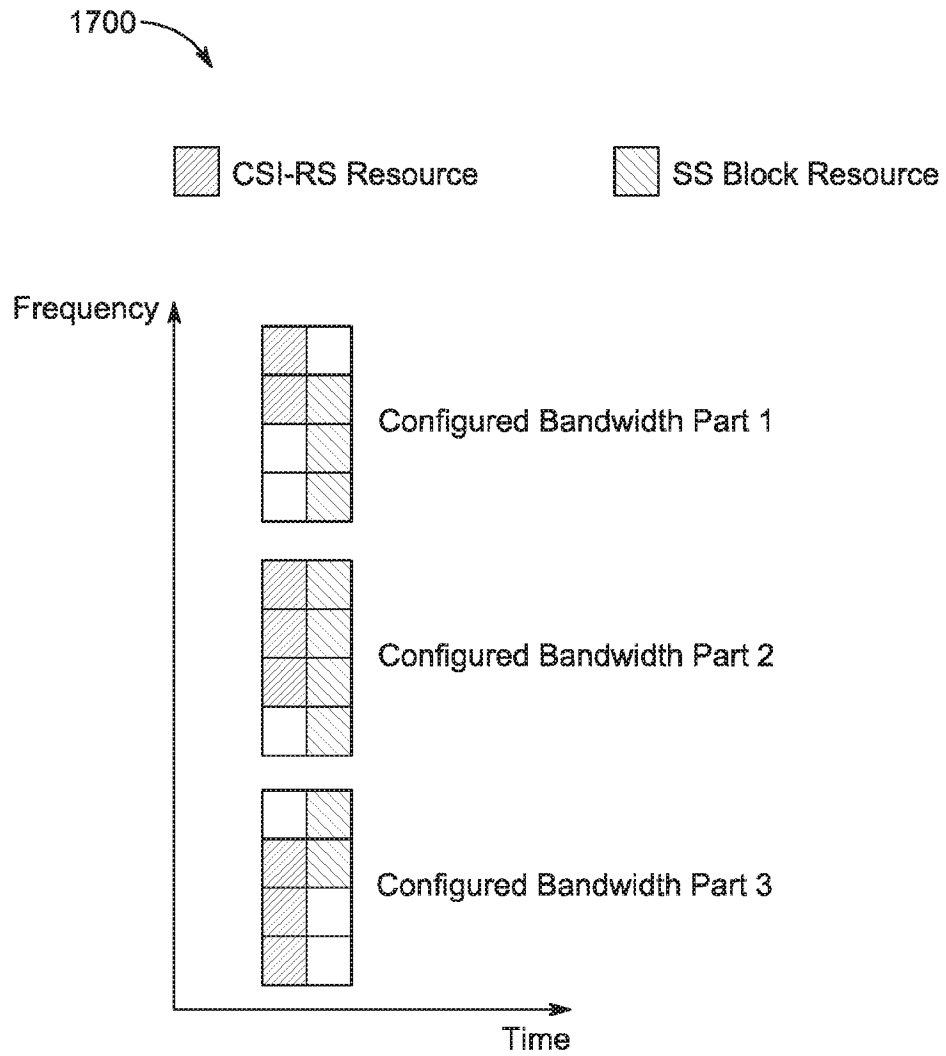 1700
CSI-RS Resource
SS Block Resource
Frequency
Configured Bandwidth Part 1
Configured Bandwidth Part 2
Configured Bandwidth Part 3
Time